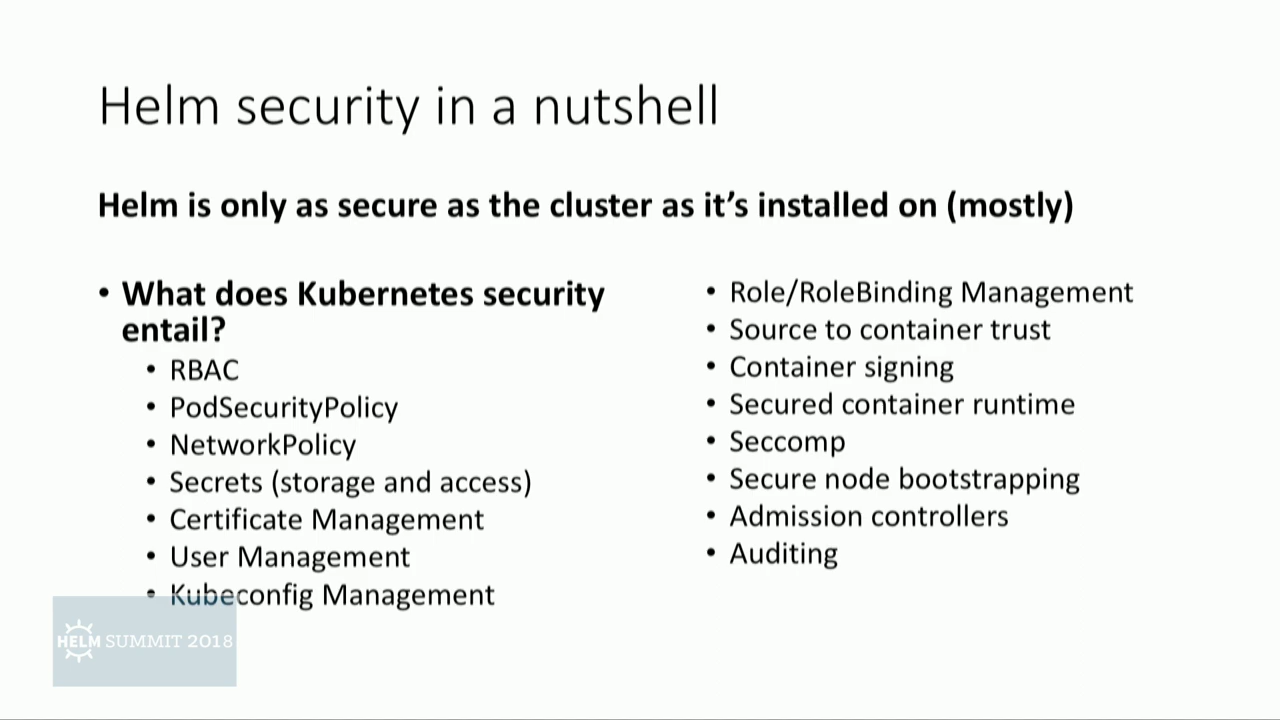 Helm security in a nutshell
Helm is only as secure as the cluster as it’s installed on (mostly)
• What does Kubernetes security
entail?
• RBAC
• PodSecurityPolicy
• NetworkPolicy
• Secrets (storage and access)
• Certificate Management
• User Management
• Kubeconfig Management
• Role/RoleBinding Management
• Source to container trust
• Container signing
• Secured container runtime
• Seccomp
• Secure node bootstrapping
• Admission controllers
• Auditing
HELM SUMMIT 2018